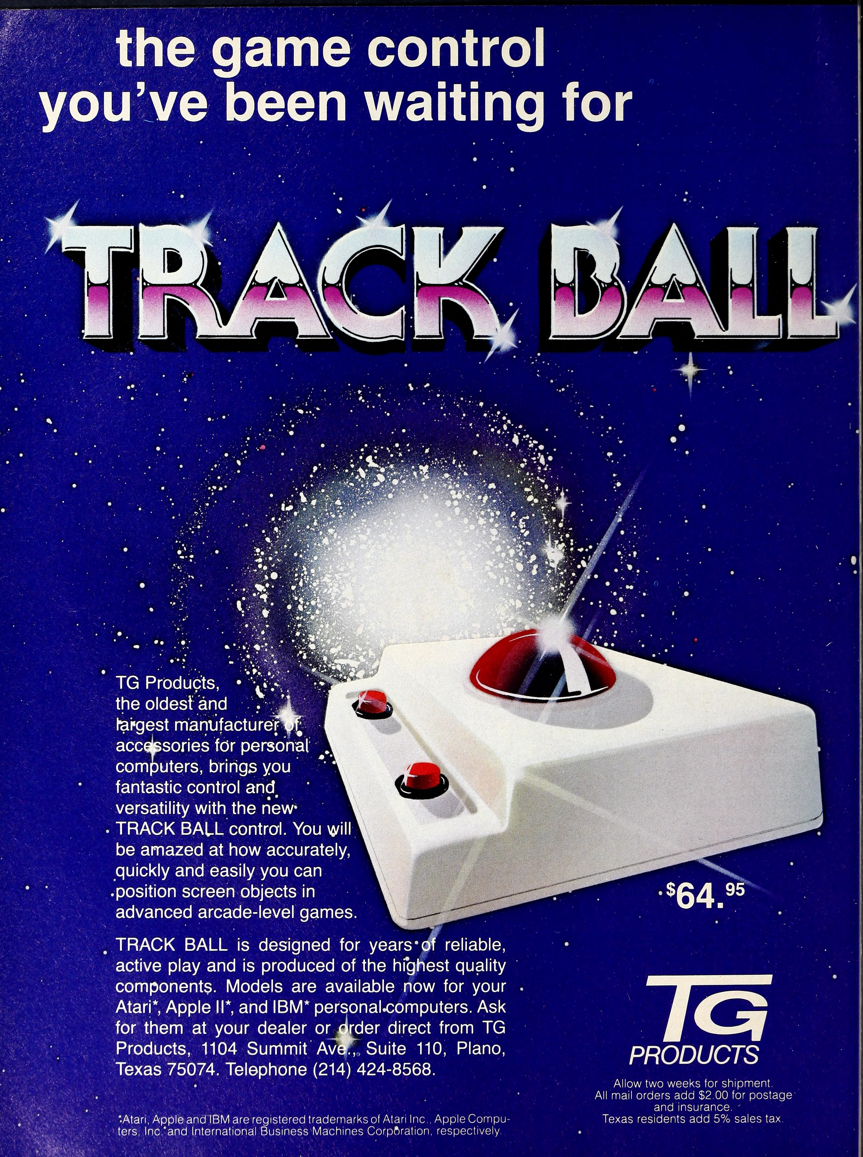 the game control
you've been waiting for
TRACK BALL
TG Products,
the oldest and
largest manufacturer of
accessories for personal
computers, brings you
fantastic control and
versatility with the new
TRACK BALL control. You will
be amazed at how accurately,
quickly and easily you can
position screen objects in
advanced arcade-level games.
$64.95
TRACK BALL is designed for years of reliable,
active play and is produced of the highest quality
components. Models are available now for your
Atari*, Apple II*, and IBM* personal computers. Ask
for them at your dealer or order direct from TG
Products, 1104 Summit Ave., Suite 110, Plano,
Texas 75074. Telephone (214) 424-8568.
TG
PRODUCTS
Allow two weeks for shipment.
All mail orders add $2.00 for postage
and insurance.
Texas residents add 5% sales tax.
*Atari, Apple and IBM are registered trademarks of Atari Inc., Apple Compu-
ters, Inc. and International Business Machines Corporation, respectively.